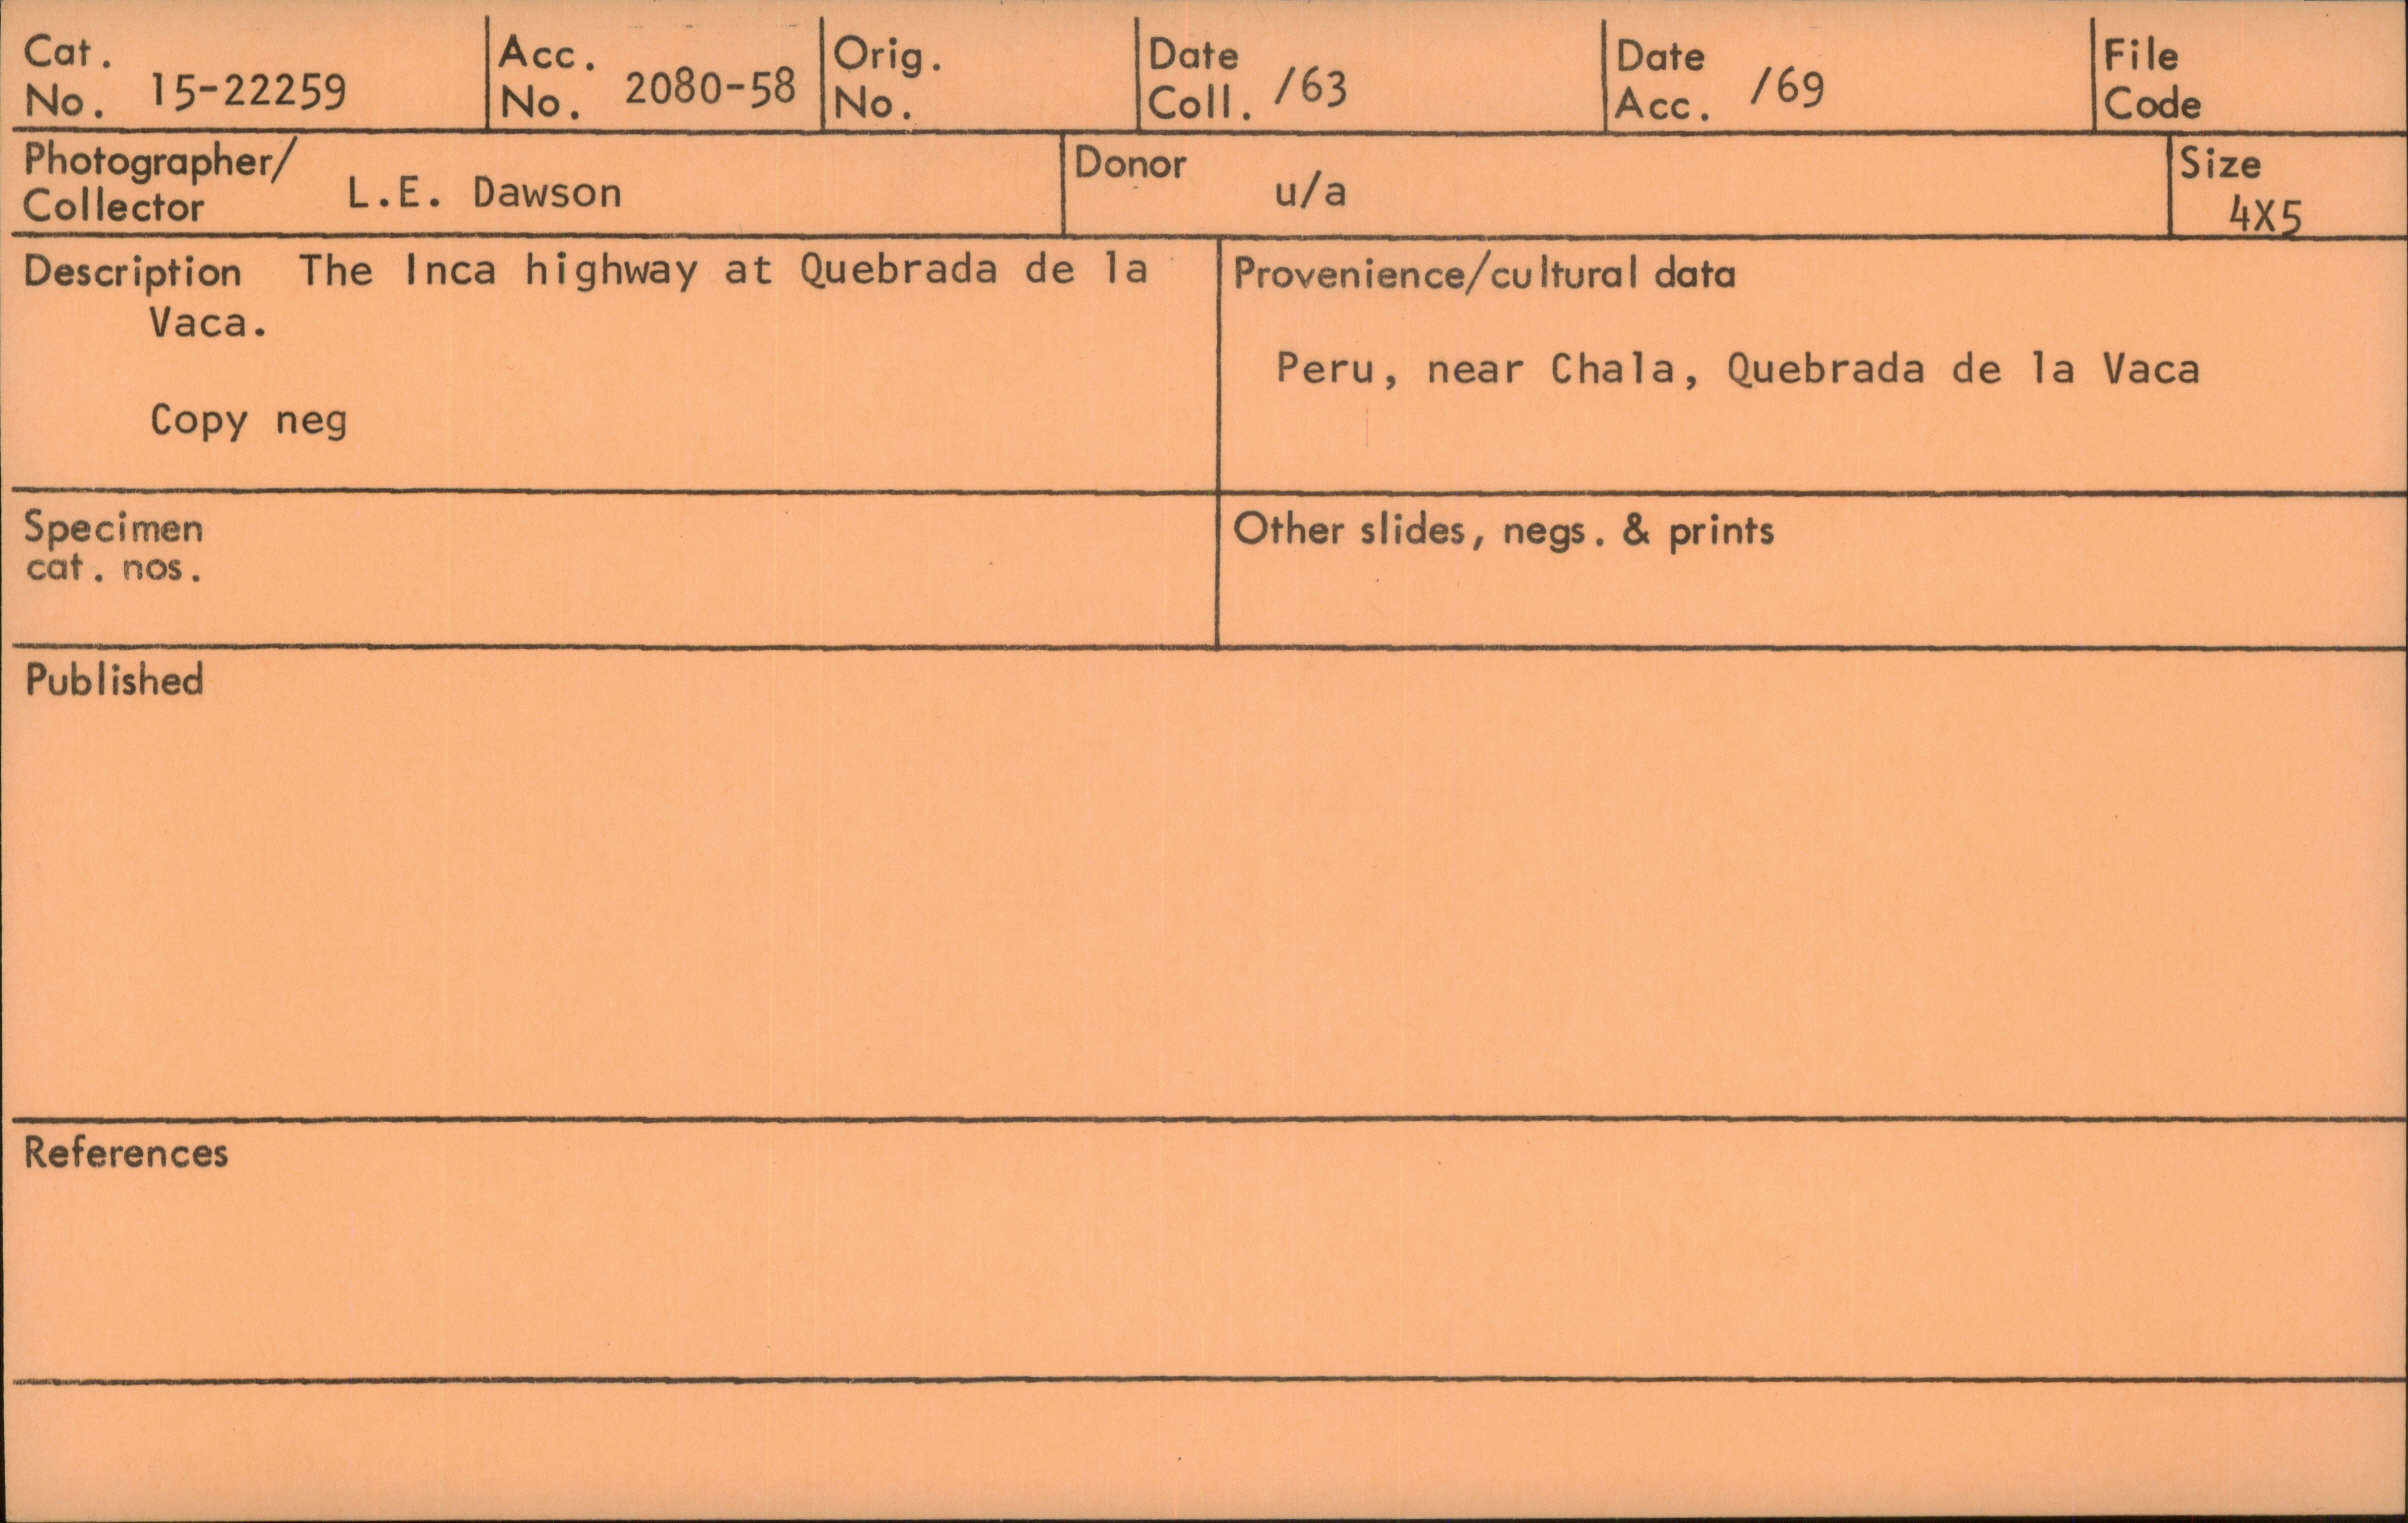 Cat. No. 15-22259
Acc. No. 2080-58
Orig. No.
Date Coll. /63
Date Acc. /69
File Code
Photographer/ Collector L.E. Dawson
Donor u/a
Size 4X5
Description The Inca highway at Quebrada de la
Vaca.
Copy neg
Provenience/cultural data
Peru, near Chala, Quebrada de la Vaca
Specimen
cat. nos.
Other slides, negs. & prints
Published
References